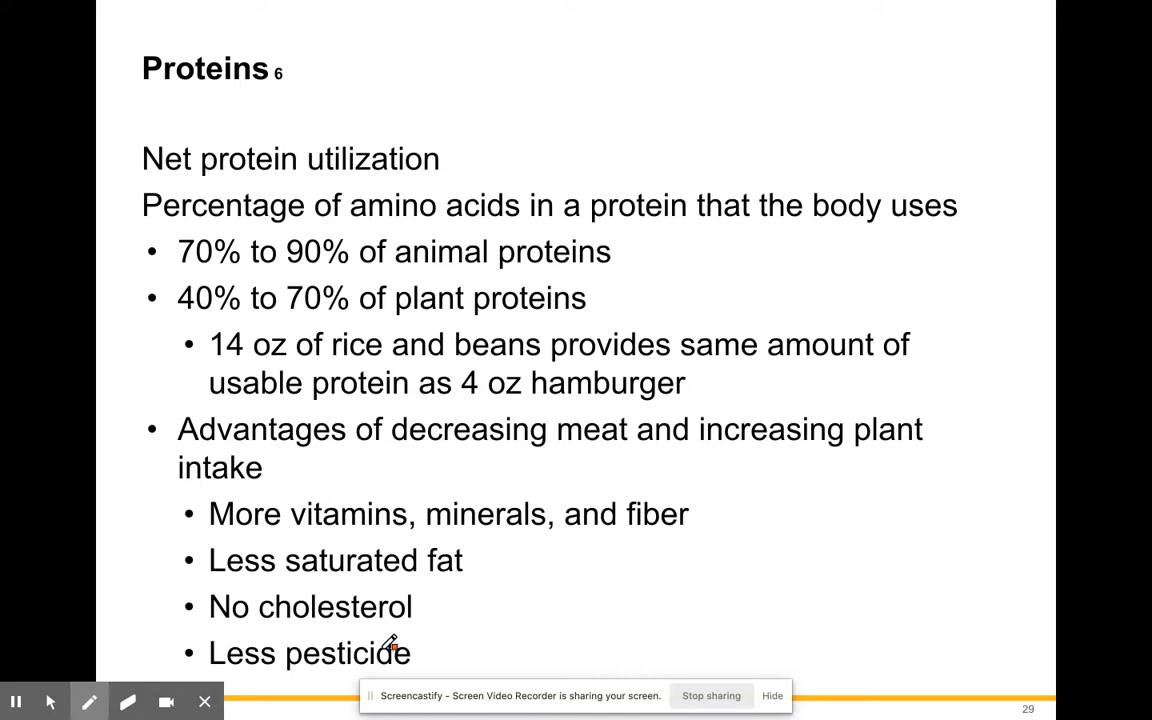 Proteins 6
Net protein utilization
Percentage of amino acids in a protein that the body uses
• 70% to 90% of animal proteins
• 40% to 70% of plant proteins
• 14 oz of rice and beans provides same amount of
usable protein as 4 oz hamburger
• Advantages of decreasing meat and increasing plant
intake
• More vitamins, minerals, and fiber
• Less saturated fat
• No cholesterol
• Less pesticide
Screencastify - Screen Video Recorder is sharing your screen. Stop sharing Hide
29